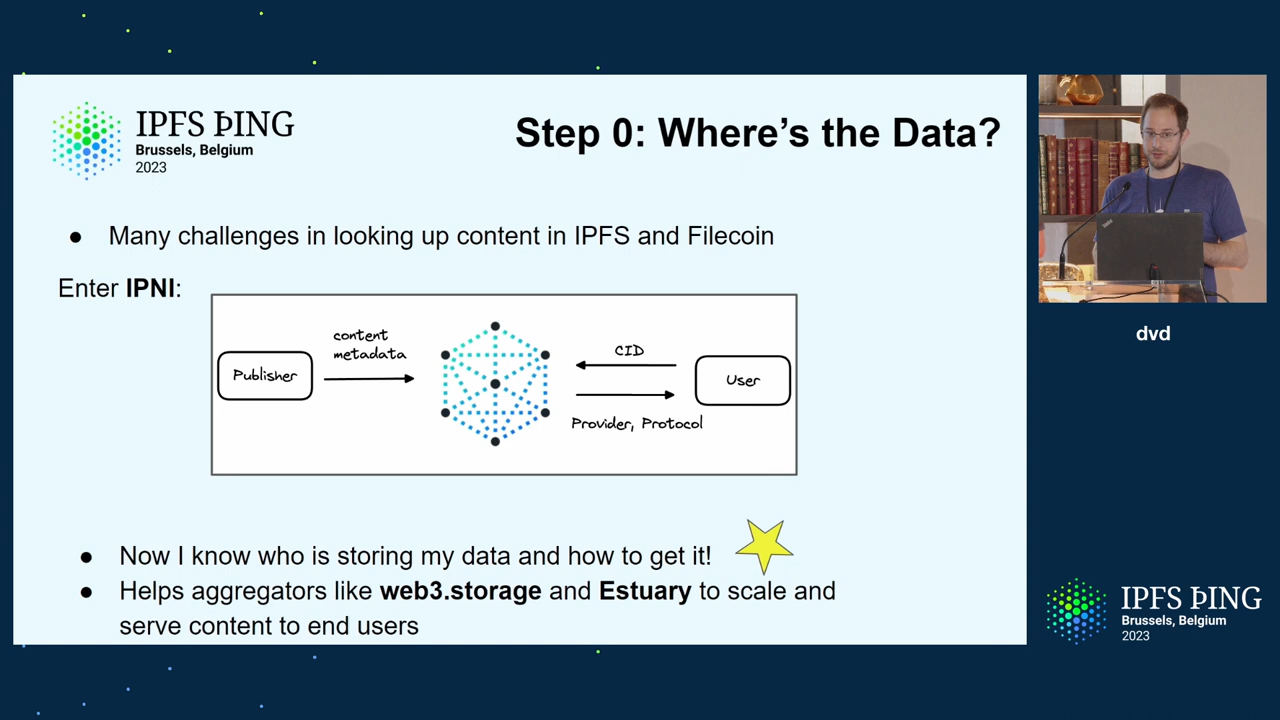 IPFS ÞING
Brussels, Belgium
2023
Step 0: Where's the Data?
● Many challenges in looking up content in IPFS and Filecoin
Enter IPNI:
content
metadata
Publisher
CID
User
Provider, Protocol
● Now I know who is storing my data and how to get it!
● Helps aggregators like web3.storage and Estuary to scale and
serve content to end users
dvd
IPFS ÞING
Brussels, Belgium
2023